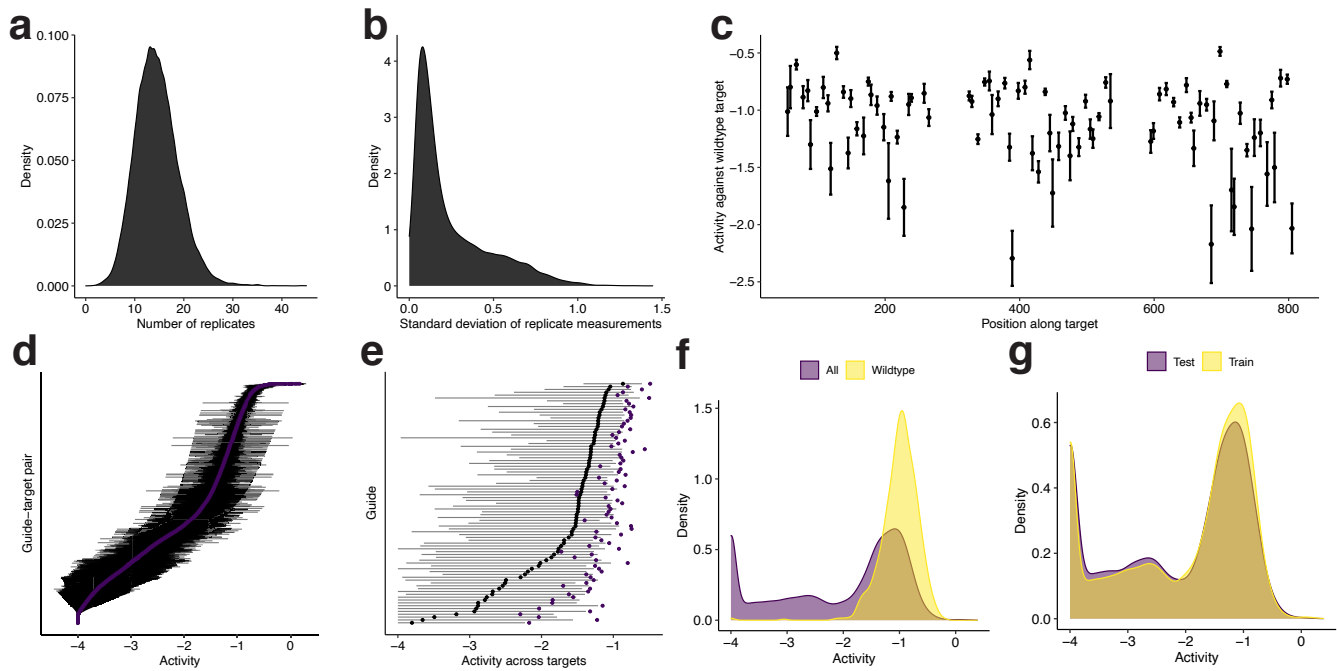 a
0.100
0.075
0.050
0.025
0.000
Density
0 10 20 30 40
Number of replicates
b
4
3
2
1
0
Density
0.0 0.5 1.0 1.5
Standard deviation of replicate measurements
c
−0.5
−1.0
−1.5
−2.0
−2.5
Activity against wildtype target
200 400 600 800
Position along target
d
Guide−target pair
−4 −3 −2 −1 0
Activity
e
Guide
−4 −3 −2 −1
Activity across targets
f
All Wildtype
1.5
1.0
0.5
0.0
Density
−4 −3 −2 −1 0
Activity
g
Test Train
0.6
0.4
0.2
0.0
Density
−4 −3 −2 −1 0
Activity